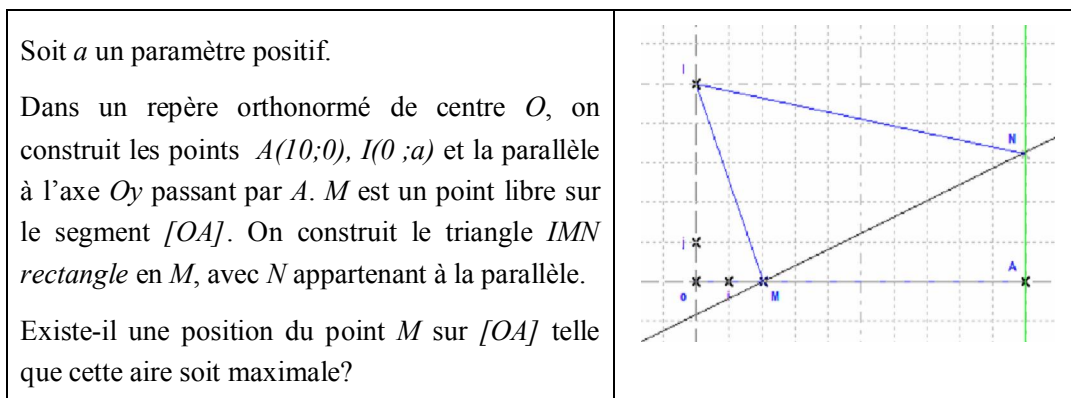 Soit a un paramètre positif.
Dans un repère orthonormé de centre O, on
construit les points A(10;0), I(0 ;a) et la parallèle
à l'axe Oy passant par A. M est un point libre sur
le segment [OA]. On construit le triangle IMN
rectangle en M, avec N appartenant à la parallèle.
Existe-il une position du point M sur [OA] telle
que cette aire soit maximale?
I
N
j
A
o
i
M